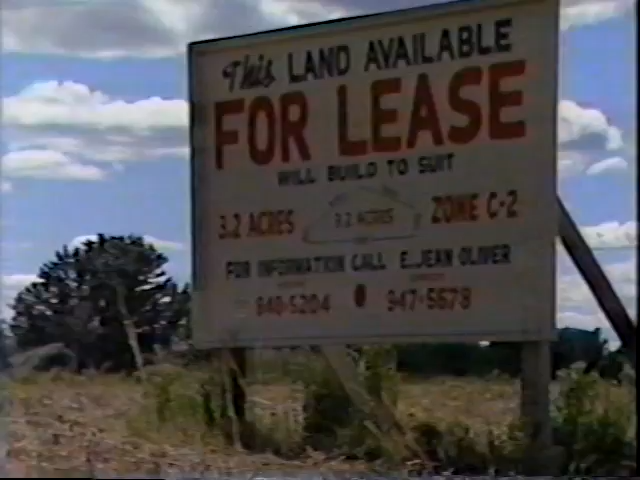 This LAND AVAILABLE
FOR LEASE
WILL BUILD TO SUIT
3.2 ACRES 3.2 ACRES ZONE C-2
FOR INFORMATION CALL E.JEAN OLIVER
940-5204 947-5678